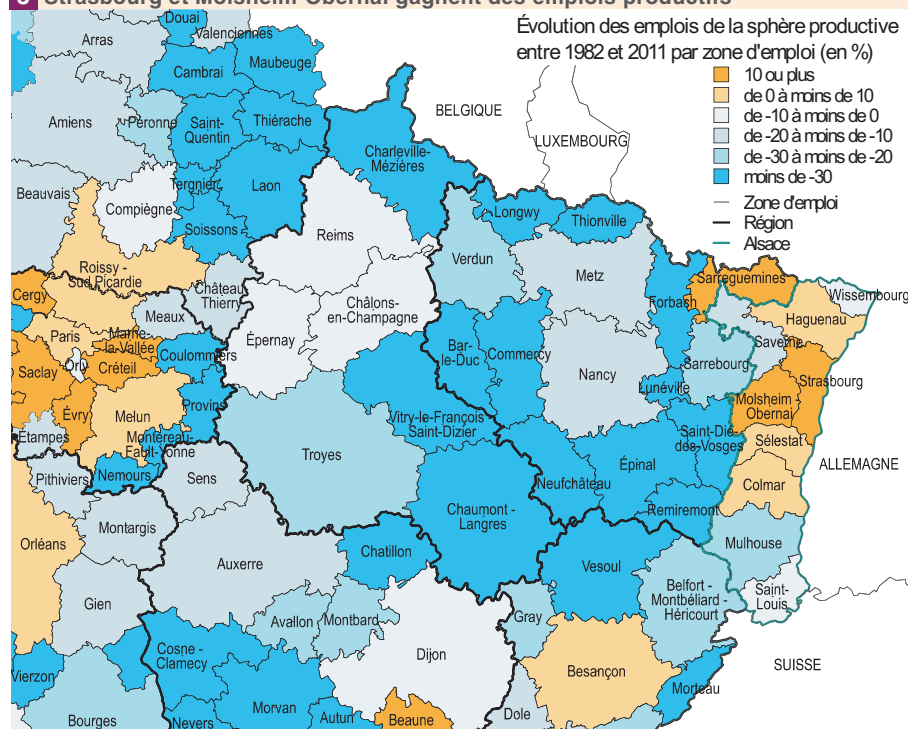 Strasbourg et Molsheim-Obernai gagnent des emplois productifs
Évolution des emplois de la sphère productive
entre 1982 et 2011 par zone d'emploi (en %)
10 ou plus
de 0 à moins de 10
de -10 à moins de 0
de -20 à moins de -10
de -30 à moins de -20
moins de -30
Zone d'emploi
Région
Alsace
Douai
Valenciennes
Arras
Maubeuge
Cambrai
BELGIQUE
Amiens
Péronne
Saint-
Quentin
Thiérache
LUXEMBOURG
Charleville-
Mézières
Tergnier
Laon
Beauvais
Compiègne
Soissons
Reims
Longwy
Thionville
Verdun
Metz
Roissy -
Sud Picardie
Château
Thierry
Cergy
Meaux
Châlons-
en-Champagne
Forbach
Sarreguemines
Wissembourg
Haguenau
Paris
Marne-
la-Vallée
Coulommiers
Épernay
Bar-
le-Duc
Commercy
Nancy
Sarrebourg
Saverne
Saclay
Orly
Créteil
Strasbourg
Évry
Melun
Provins
Lunéville
Molsheim -
Obernai
Etampes
Montereau-
Fault-Yonne
Vitry-le-François -
Saint-Dizier
Saint-Dié-
des-Vosges
Sélestat
Pithiviers
Nemours
Sens
Troyes
Neufchâteau
Épinal
ALLEMAGNE
Colmar
Chaumont -
Langres
Remiremont
Orléans
Montargis
Chatillon
Mulhouse
Auxerre
Vesoul
Belfort -
Montbéliard -
Héricourt
Saint-
Louis
Gien
Avallon
Montbard
Gray
Cosne -
Clamecy
Dijon
Besançon
SUISSE
Vierzon
Morteau
Morvan
Bourges
Nevers
Autun
Beaune
Dole